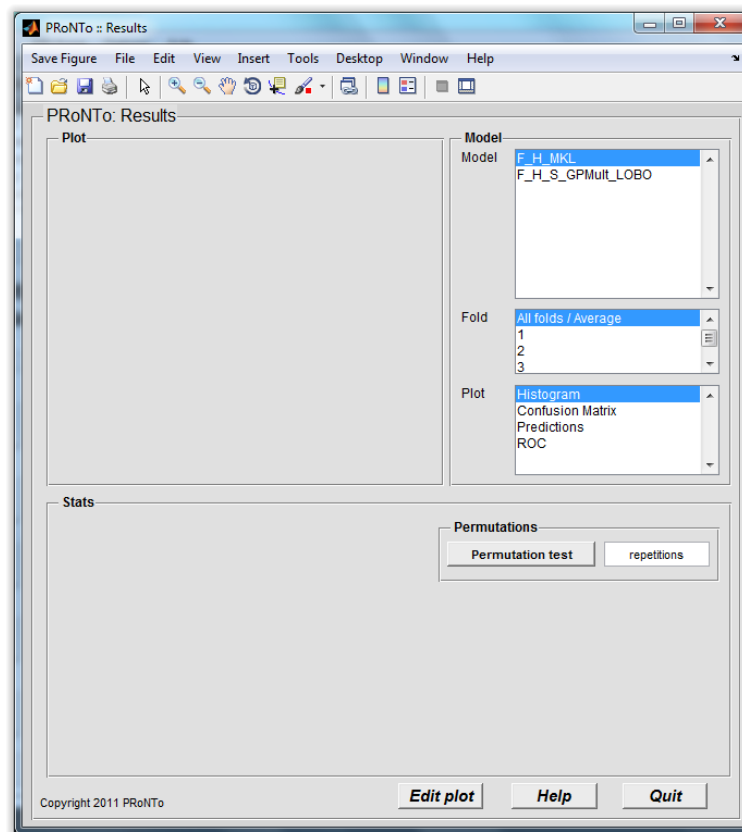 PRoNTo :: Results
Save Figure File Edit View Insert Tools Desktop Window Help
PRoNTo: Results
Plot
Model
Model
F_H_MKL
F_H_S_GPMult_LOBO
Fold
All folds / Average
1
2
3
Plot
Histogram
Confusion Matrix
Predictions
ROC
Stats
Permutations
Permutation test
repetitions
Copyright 2011 PRoNTo
Edit plot
Help
Quit